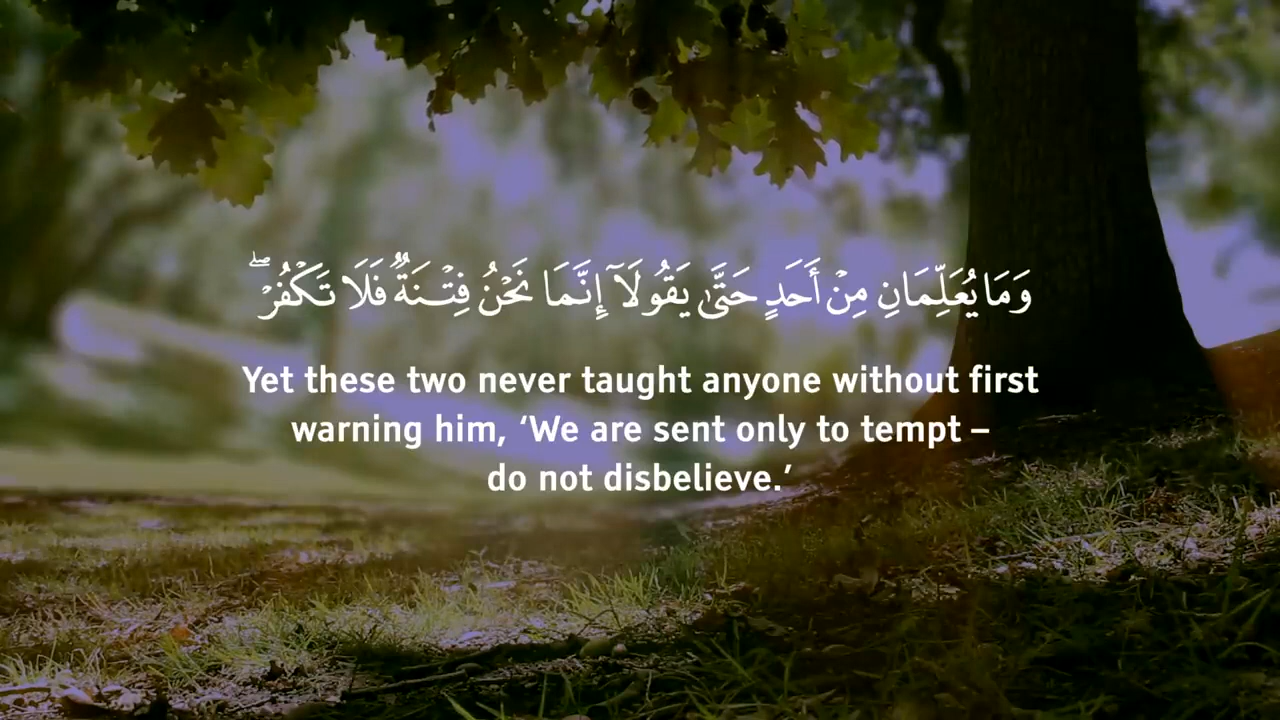 وَمَا يُعَلِّمَانِ مِنْ أَحَدٍ حَتَّىٰ يَقُولَآ إِنَّمَا نَحْنُ فِتْنَةٌ فَلَا تَكْفُرْ ۖ
Yet these two never taught anyone without first
warning him, ‘We are sent only to tempt –
do not disbelieve.’